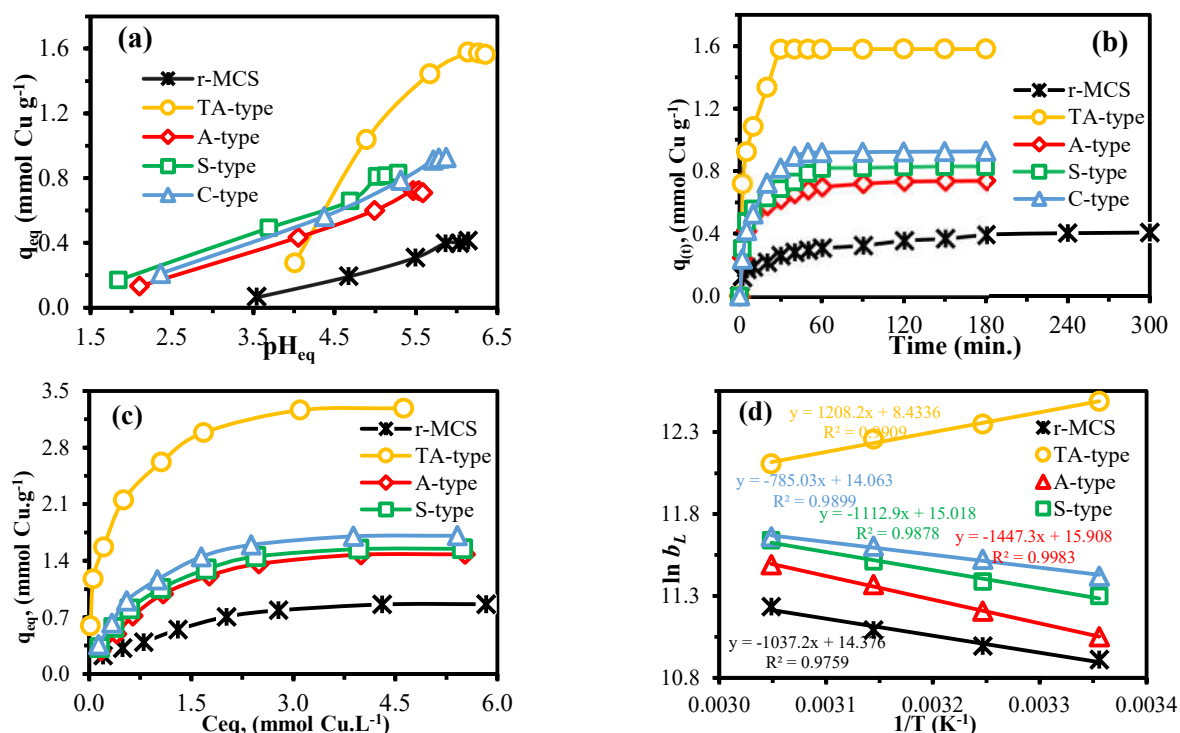 (a)
q_eq (mmol Cu g⁻¹)
1.6
1.2
0.8
0.4
0.0
r-MCS
TA-type
A-type
S-type
C-type
1.5 2.5 3.5 4.5 5.5 6.5
pH_eq
(b)
q_(t), (mmol Cu g⁻¹)
1.6
1.2
0.8
0.4
0.0
r-MCS
TA-type
A-type
S-type
C-type
0 60 120 180 240 300
Time (min.)
(c)
q_eq, (mmol Cu.g⁻¹)
3.5
2.8
2.1
1.4
0.7
0.0
r-MCS
TA-type
A-type
S-type
0.0 1.5 3.0 4.5 6.0
Ceq, (mmol Cu.L⁻¹)
(d)
ln b_L
12.3
11.8
11.3
10.8
y = 1208.2x + 8.4336
R² = 0.9909
r-MCS
TA-type
A-type
S-type
y = -785.03x + 14.063
R² = 0.9899
y = -1112.9x + 15.018
R² = 0.9878
y = -1447.3x + 15.908
R² = 0.9983
y = -1037.2x + 14.376
R² = 0.9759
0.0030 0.0031 0.0032 0.0033 0.0034
1/T (K⁻¹)